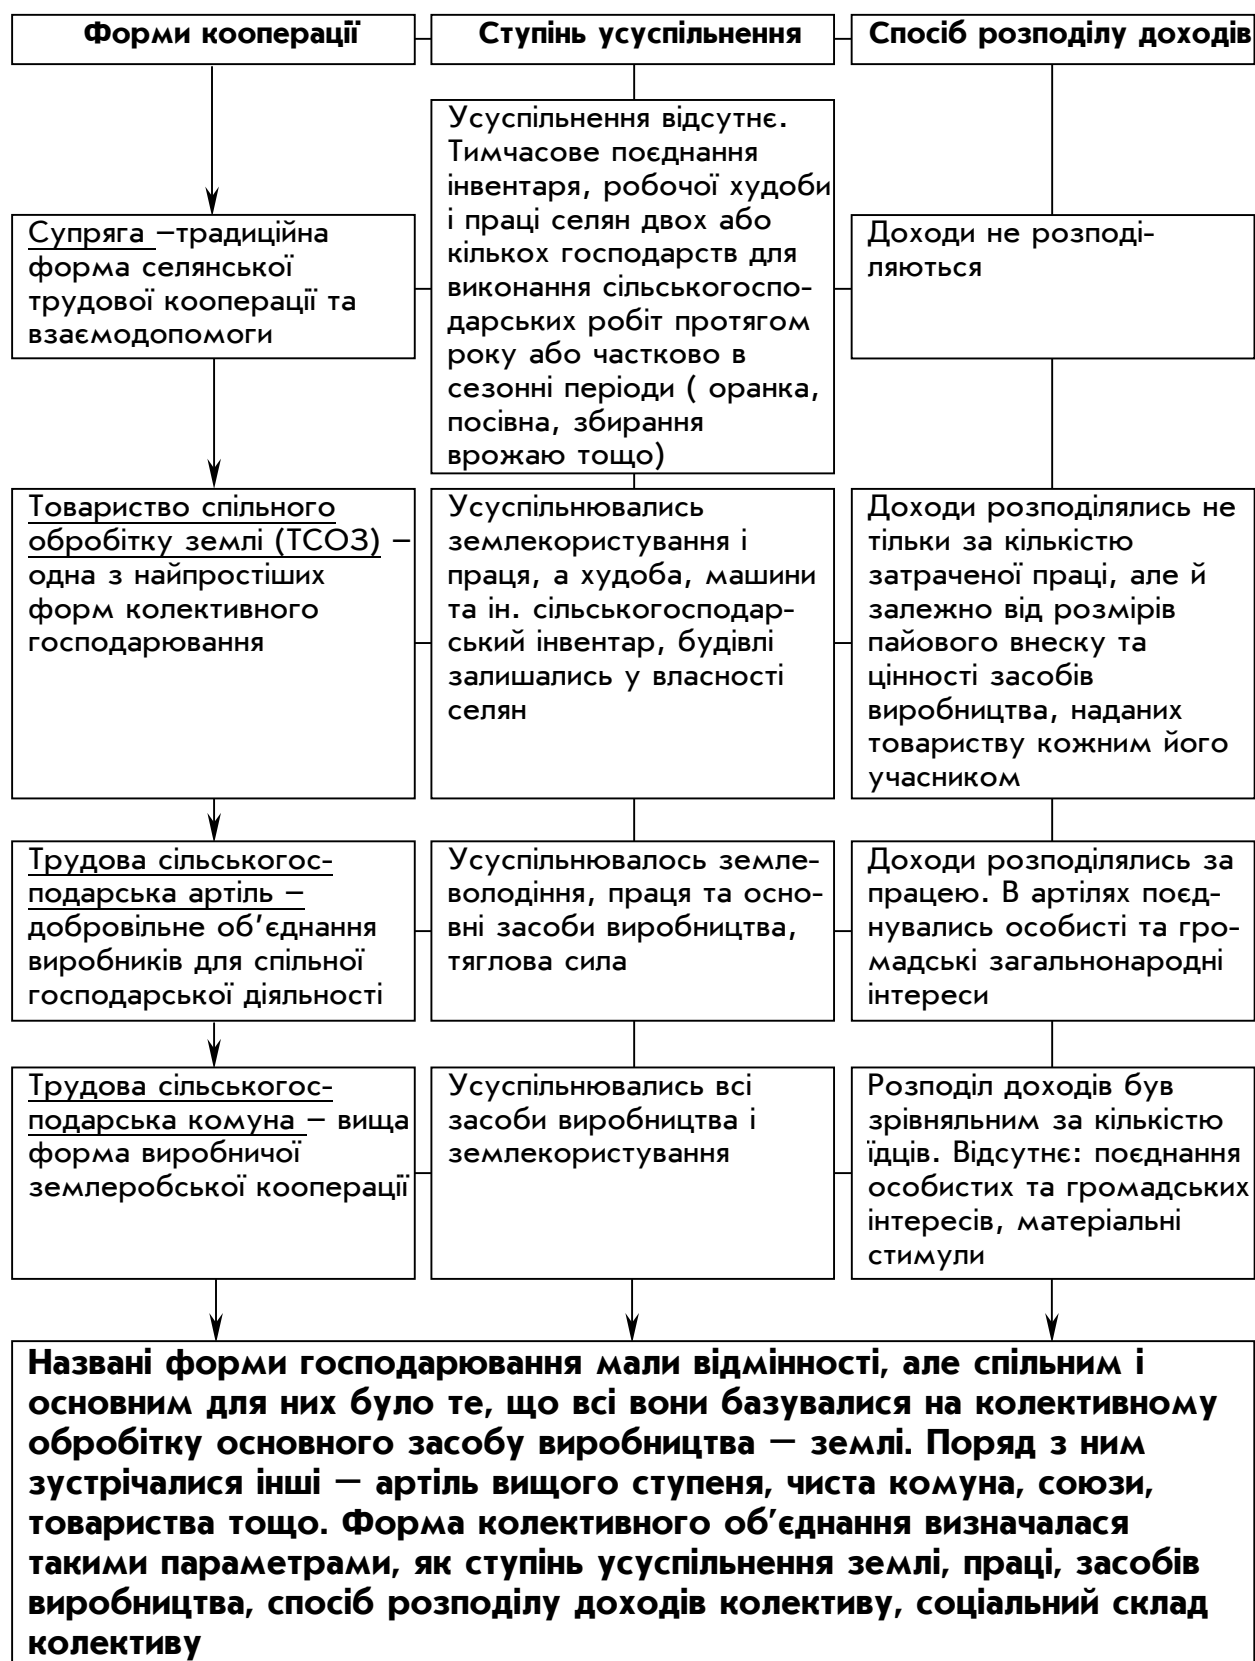 Форми кооперації
Ступінь усуспільнення
Спосіб розподілу доходів
Супряга –традиційна
форма селянської
трудової кооперації та
взаємодопомоги
Усуспільнення відсутнє.
Тимчасове поєднання
інвентаря, робочої худоби
і праці селян двох або
кількох господарств для
виконання сільськогоспо-
дарських робіт протягом
року або частково в
сезонні періоди ( оранка,
посівна, збирання
врожаю тощо)
Доходи не розподі-
ляються
Товариство спільного
обробітку землі (ТСОЗ) –
одна з найпростіших
форм колективного
господарювання
Усуспільнювались
землекористування і
праця, а худоба, машини
та ін. сільськогосподар-
ський інвентар, будівлі
залишались у власності
селян
Доходи розподілялись не
тільки за кількістю
затраченої праці, але й
залежно від розмірів
пайового внеску та
цінності засобів
виробництва, наданих
товариству кожним його
учасником
Трудова сільськогос-
подарська артіль –
добровільне об’єднання
виробників для спільної
господарської діяльності
Усуспільнювалось земле-
володіння, праця та осно-
вні засоби виробництва,
тяглова сила
Доходи розподілялись за
працею. В артілях поєд-
нувались особисті та гро-
мадські загальнонародні
інтереси
Трудова сільськогос-
подарська комуна – вища
форма виробничої
землеробської кооперації
Усуспільнювались всі
засоби виробництва і
землекористування
Розподіл доходів був
зрівняльним за кількістю
їдців. Відсутнє: поєднання
особистих та громадських
інтересів, матеріальні
стимули
Названі форми господарювання мали відмінності, але спільним і
основним для них було те, що всі вони базувалися на колективному
обробітку основного засобу виробництва — землі. Поряд з ним
зустрічалися інші — артіль вищого ступеня, чиста комуна, союзи,
товариства тощо. Форма колективного об’єднання визначалася
такими параметрами, як ступінь усуспільнення землі, праці, засобів
виробництва, спосіб розподілу доходів колективу, соціальний склад
колективу